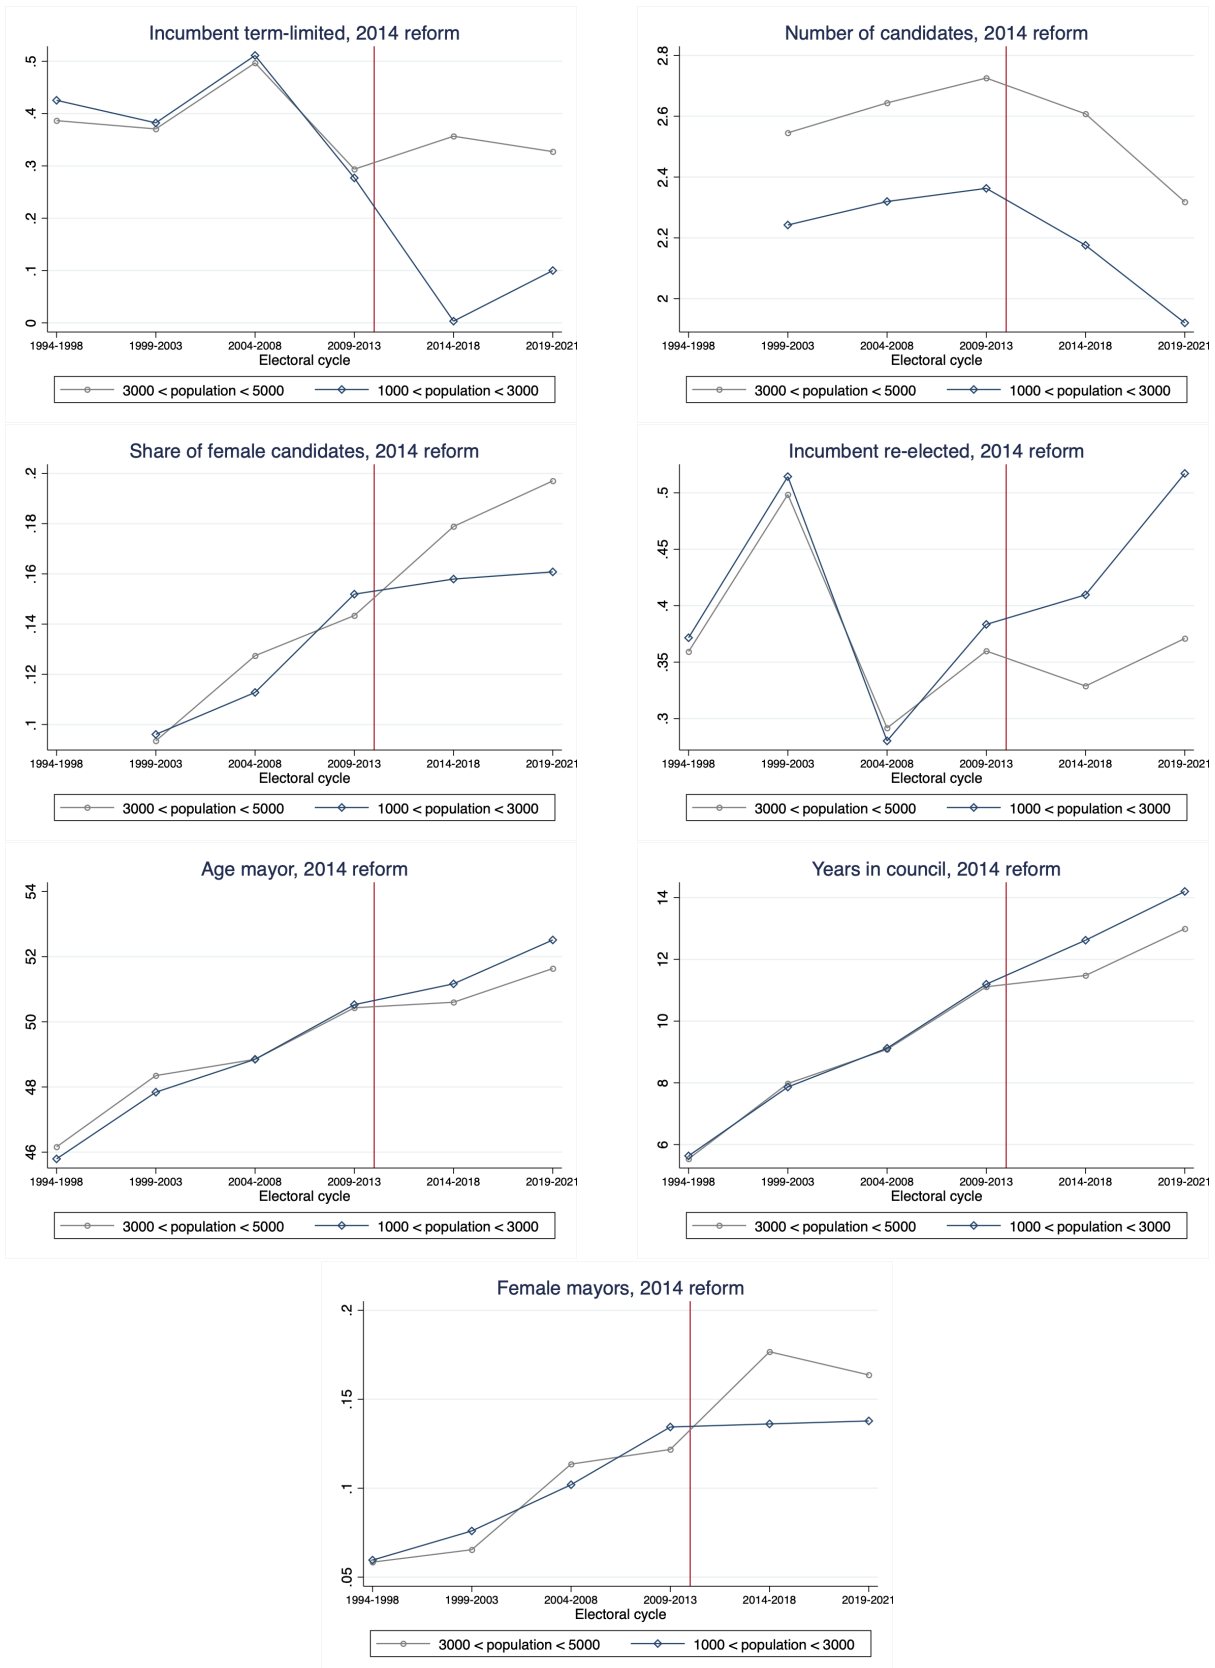 Incumbent term-limited, 2014 reform
.5
.4
.3
.2
.1
0
1994-1998 1999-2003 2004-2008 2009-2013 2014-2018 2019-2021
Electoral cycle
3000 < population < 5000 1000 < population < 3000
Number of candidates, 2014 reform
2.8
2.6
2.4
2.2
2
1994-1998 1999-2003 2004-2008 2009-2013 2014-2018 2019-2021
Electoral cycle
3000 < population < 5000 1000 < population < 3000
Share of female candidates, 2014 reform
.2
.18
.16
.14
.12
.1
1994-1998 1999-2003 2004-2008 2009-2013 2014-2018 2019-2021
Electoral cycle
3000 < population < 5000 1000 < population < 3000
Incumbent re-elected, 2014 reform
.5
.45
.4
.35
.3
1994-1998 1999-2003 2004-2008 2009-2013 2014-2018 2019-2021
Electoral cycle
3000 < population < 5000 1000 < population < 3000
Age mayor, 2014 reform
54
52
50
48
46
1994-1998 1999-2003 2004-2008 2009-2013 2014-2018 2019-2021
Electoral cycle
3000 < population < 5000 1000 < population < 3000
Years in council, 2014 reform
14
12
10
8
6
1994-1998 1999-2003 2004-2008 2009-2013 2014-2018 2019-2021
Electoral cycle
3000 < population < 5000 1000 < population < 3000
Female mayors, 2014 reform
.2
.15
.1
.05
1994-1998 1999-2003 2004-2008 2009-2013 2014-2018 2019-2021
Electoral cycle
3000 < population < 5000 1000 < population < 3000